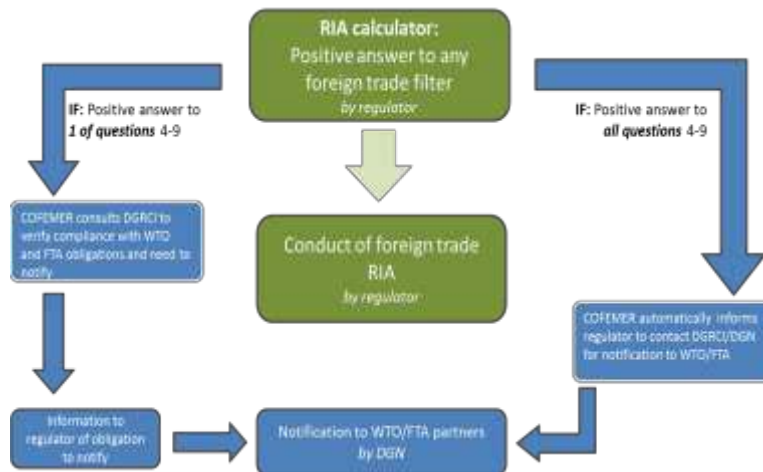 RIA calculator:
Positive answer to any
foreign trade filter
by regulator
IF: Positive answer to
1 of questions 4-9
IF: Positive answer to
all questions 4-9
COFEMER consults DGRCI to
verify compliance with WTO
and FTA obligations and need to
notify
Conduct of foreign trade
RIA
by regulator
COFEMER automatically informs
regulator to contact DGRCI/DGN
for notification to WTO/FTA
Information to
regulator of obligation
to notify
Notification to WTO/FTA partners
by DGN